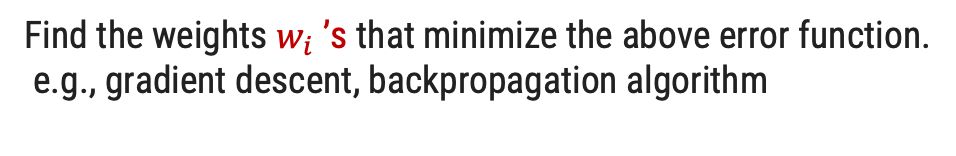 Find the weights wᵢ 's that minimize the above error function.
e.g., gradient descent, backpropagation algorithm